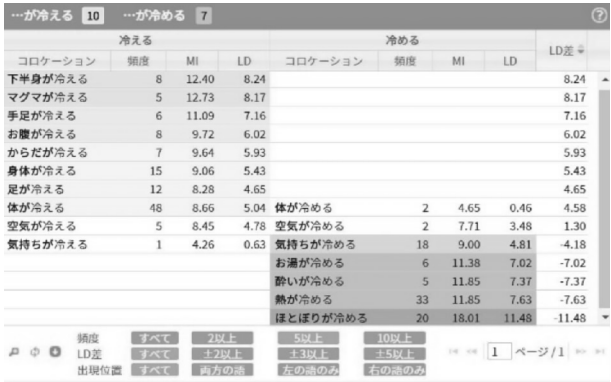 …が冷える 10 …が冷める 7
冷える 冷める LD差
コロケーション 頻度 MI LD コロケーション 頻度 MI LD
下半身が冷える 8 12.40 8.24 8.24
マグマが冷える 5 12.73 8.17 8.17
手足が冷える 6 11.09 7.16 7.16
お腹が冷える 8 9.72 6.02 6.02
からだが冷える 7 9.64 5.93 5.93
身体が冷える 15 9.06 5.43 5.43
足が冷える 12 8.28 4.65 4.65
体が冷える 48 8.66 5.04 体が冷める 2 4.65 0.46 4.58
空気が冷える 5 8.45 4.78 空気が冷める 2 7.71 3.48 1.30
気持ちが冷える 1 4.26 0.63 気持ちが冷める 18 9.00 4.81 -4.18
お湯が冷める 6 11.38 7.02 -7.02
酔いが冷める 5 11.85 7.37 -7.37
熱が冷める 33 11.85 7.63 -7.63
ほとぼりが冷める 20 18.01 11.48 -11.48
頻度 すべて 2以上 5以上 10以上
LD差 すべて ±2以上 ±3以上 ±5以上 1 ページ/1
出現位置 すべて 両方の語 左の語のみ 右の語のみ